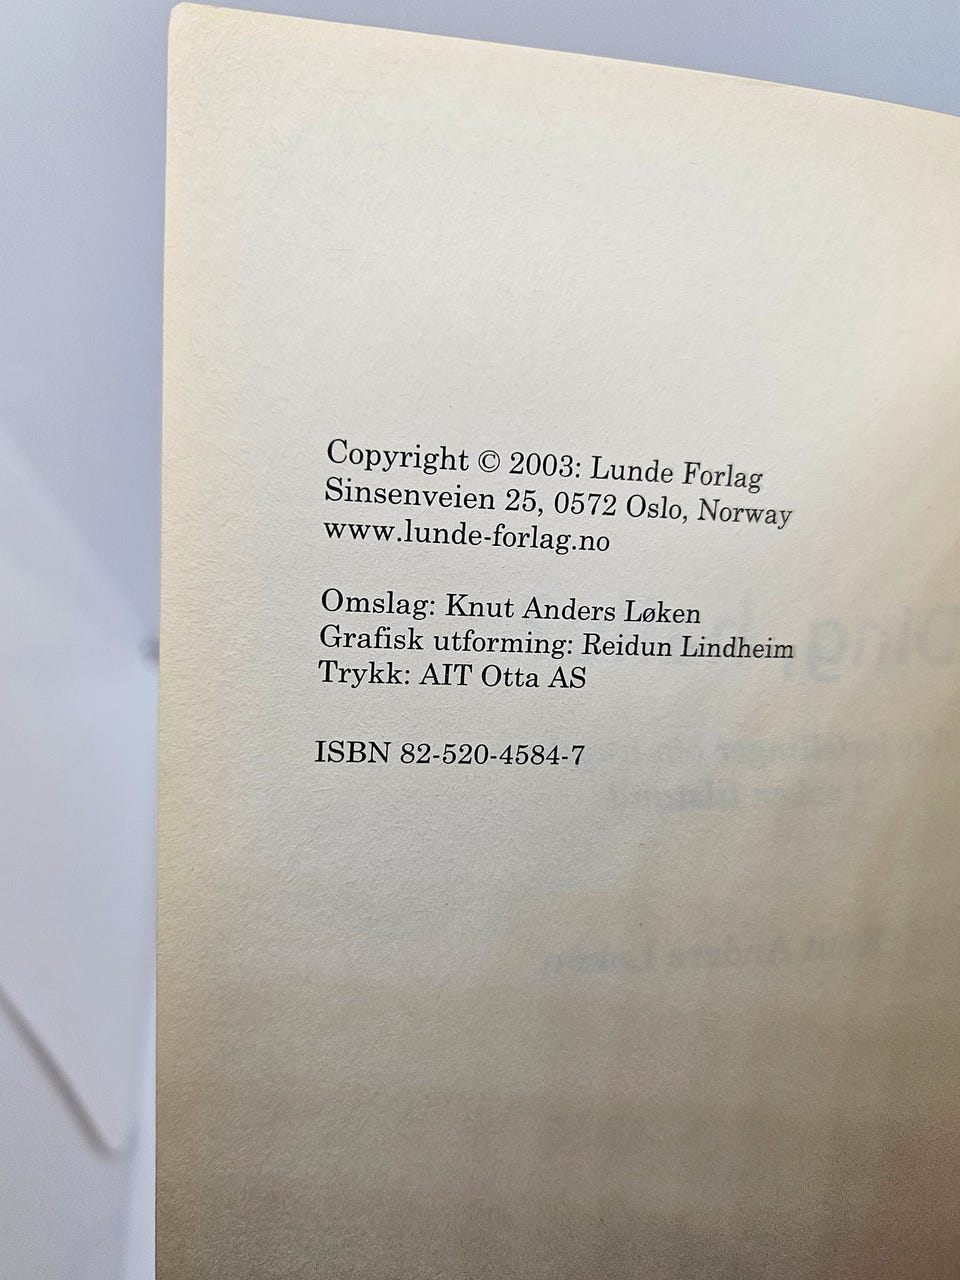 Copyright © 2003: Lunde Forlag
Sinsenveien 25, 0572 Oslo, Norway
www.lunde-forlag.no
Omslag: Knut Anders Løken
Grafisk utforming: Reidun Lindheim
Trykk: AIT Otta AS
ISBN 82-520-4584-7